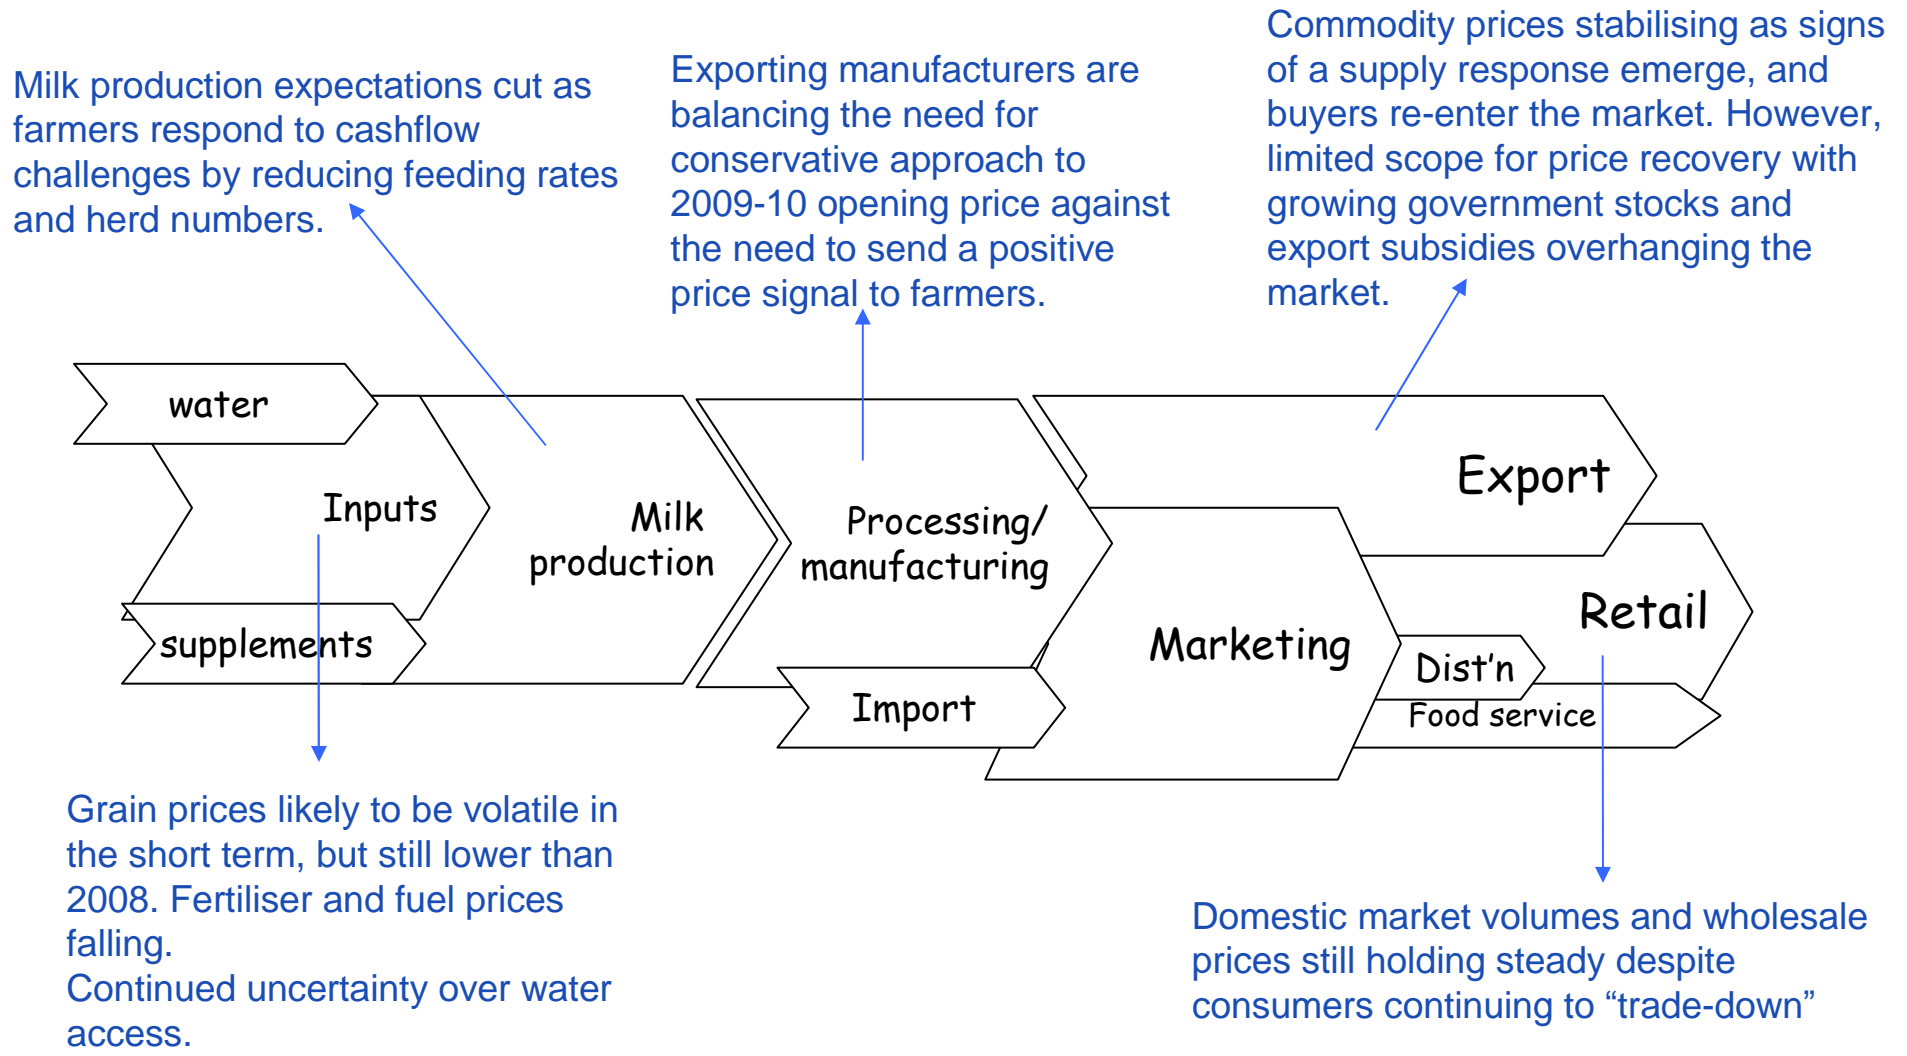 Commodity prices stabilising as signs
of a supply response emerge, and
buyers re-enter the market. However,
limited scope for price recovery with
growing government stocks and
export subsidies overhanging the
market.
Exporting manufacturers are
balancing the need for
conservative approach to
2009-10 opening price against
the need to send a positive
price signal to farmers.
Milk production expectations cut as
farmers respond to cashflow
challenges by reducing feeding rates
and herd numbers.
water
Inputs
supplements
Milk
production
Processing/
manufacturing
Import
Marketing
Export
Retail
Dist'n
Food service
Grain prices likely to be volatile in
the short term, but still lower than
2008. Fertiliser and fuel prices
falling.
Continued uncertainty over water
access.
Domestic market volumes and wholesale
prices still holding steady despite
consumers continuing to “trade-down”